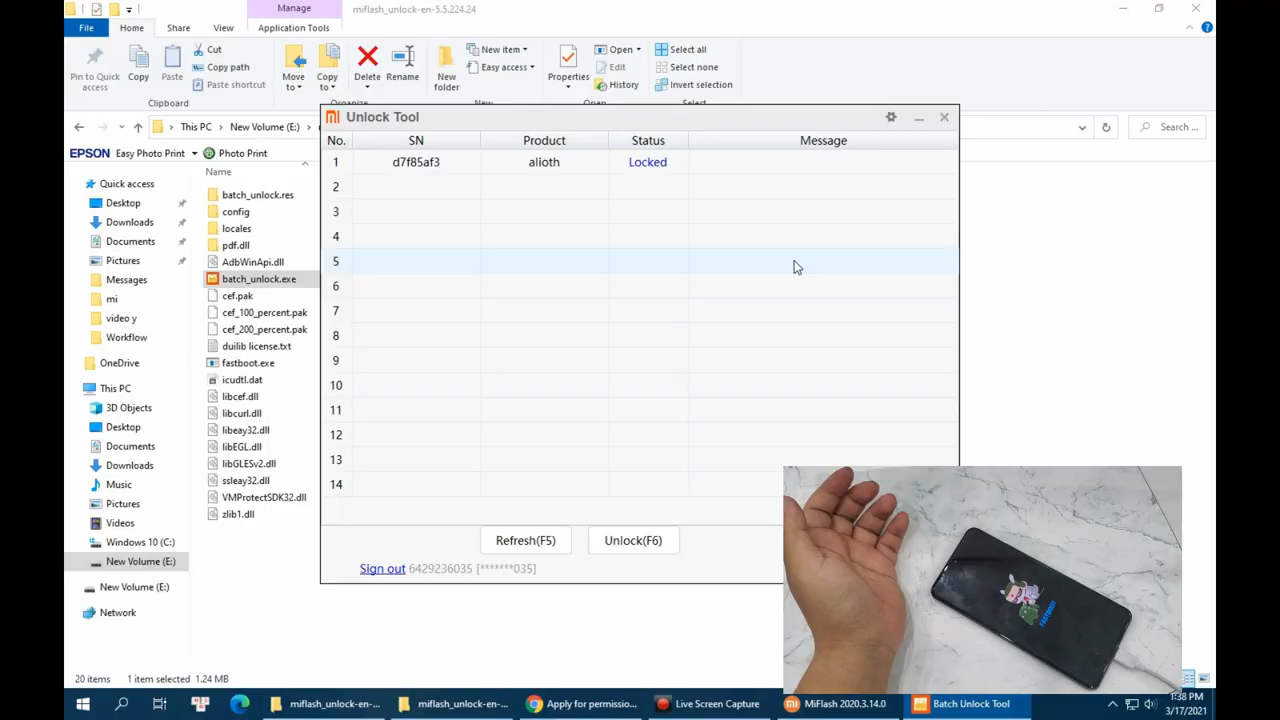 Manage
miflash_unlock-en-5.5.224.24
File
Home
Share
View
Application Tools
Pin to Quick access
Copy
Paste
Cut
Copy path
Paste shortcut
Clipboard
Move to
Copy to
Delete
Rename
Organize
New folder
New item
Easy access
New
Properties
Open
Edit
History
Open
Select all
Select none
Invert selection
Select
This PC
New Volume (E:)
Search ...
EPSON Easy Photo Print Photo Print
Quick access
Desktop
Downloads
Documents
Pictures
Messages
mi
video y
Workflow
OneDrive
This PC
3D Objects
Desktop
Documents
Downloads
Music
Pictures
Videos
Windows 10 (C:)
New Volume (E:)
New Volume (E:)
Network
Name
batch_unlock.res
config
locales
pdf.dll
AdbWinApi.dll
batch_unlock.exe
cef.pak
cef_100_percent.pak
cef_200_percent.pak
duilib license.txt
fastboot.exe
icudtl.dat
libcef.dll
libcurl.dll
libeay32.dll
libEGL.dll
libGLESv2.dll
ssleay32.dll
VMProtectSDK32.dll
zlib1.dll
Unlock Tool
No. SN Product Status Message
1 d7f85af3 alioth Locked
2
3
4
5
6
7
8
9
10
11
12
13
14
Refresh(F5)
Unlock(F6)
Sign out 6429236035 [*******035]
FASTBOOT
20 items
1 item selected 1.24 MB
miflash_unlock-en-...
miflash_unlock-en-...
Apply for permissio...
Live Screen Capture
MiFlash 2020.3.14.0
Batch Unlock Tool
1:38 PM
3/17/2021